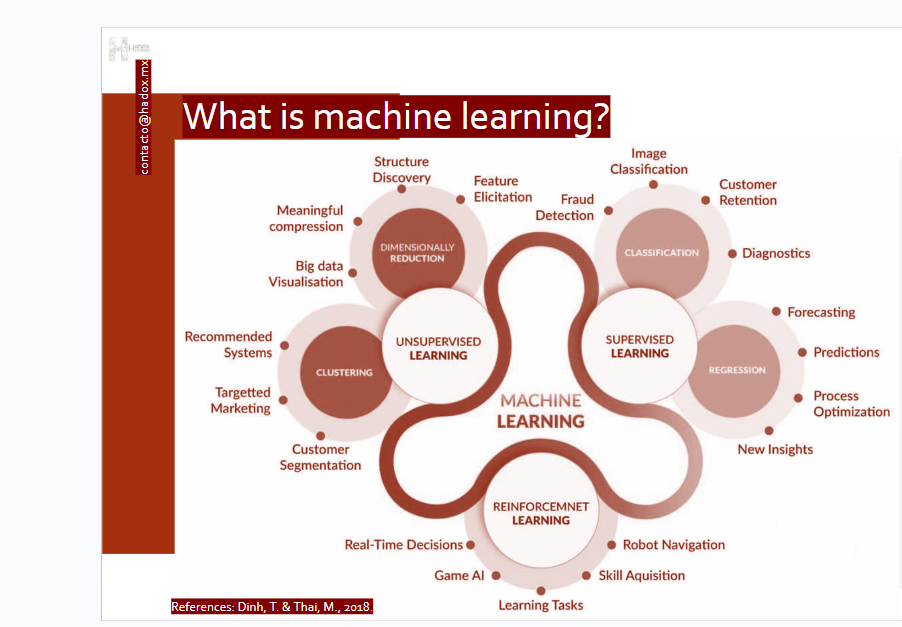 contacto@hadox.mx
What is machine learning?
Structure
Discovery
Feature
Elicitation
Meaningful
compression
Big data
Visualisation
DIMENSIONALLY
REDUCTION
Image
Classification
Fraud
Detection
Customer
Retention
Diagnostics
CLASSIFICATION
Recommended
Systems
Targetted
Marketing
Customer
Segmentation
CLUSTERING
UNSUPERVISED
LEARNING
SUPERVISED
LEARNING
Forecasting
Predictions
Process
Optimization
New Insights
REGRESSION
MACHINE
LEARNING
REINFORCEMNET
LEARNING
Real-Time Decisions
Game AI
Learning Tasks
Robot Navigation
Skill Aquisition
References: Dinh, T. & Thai, M., 2018.